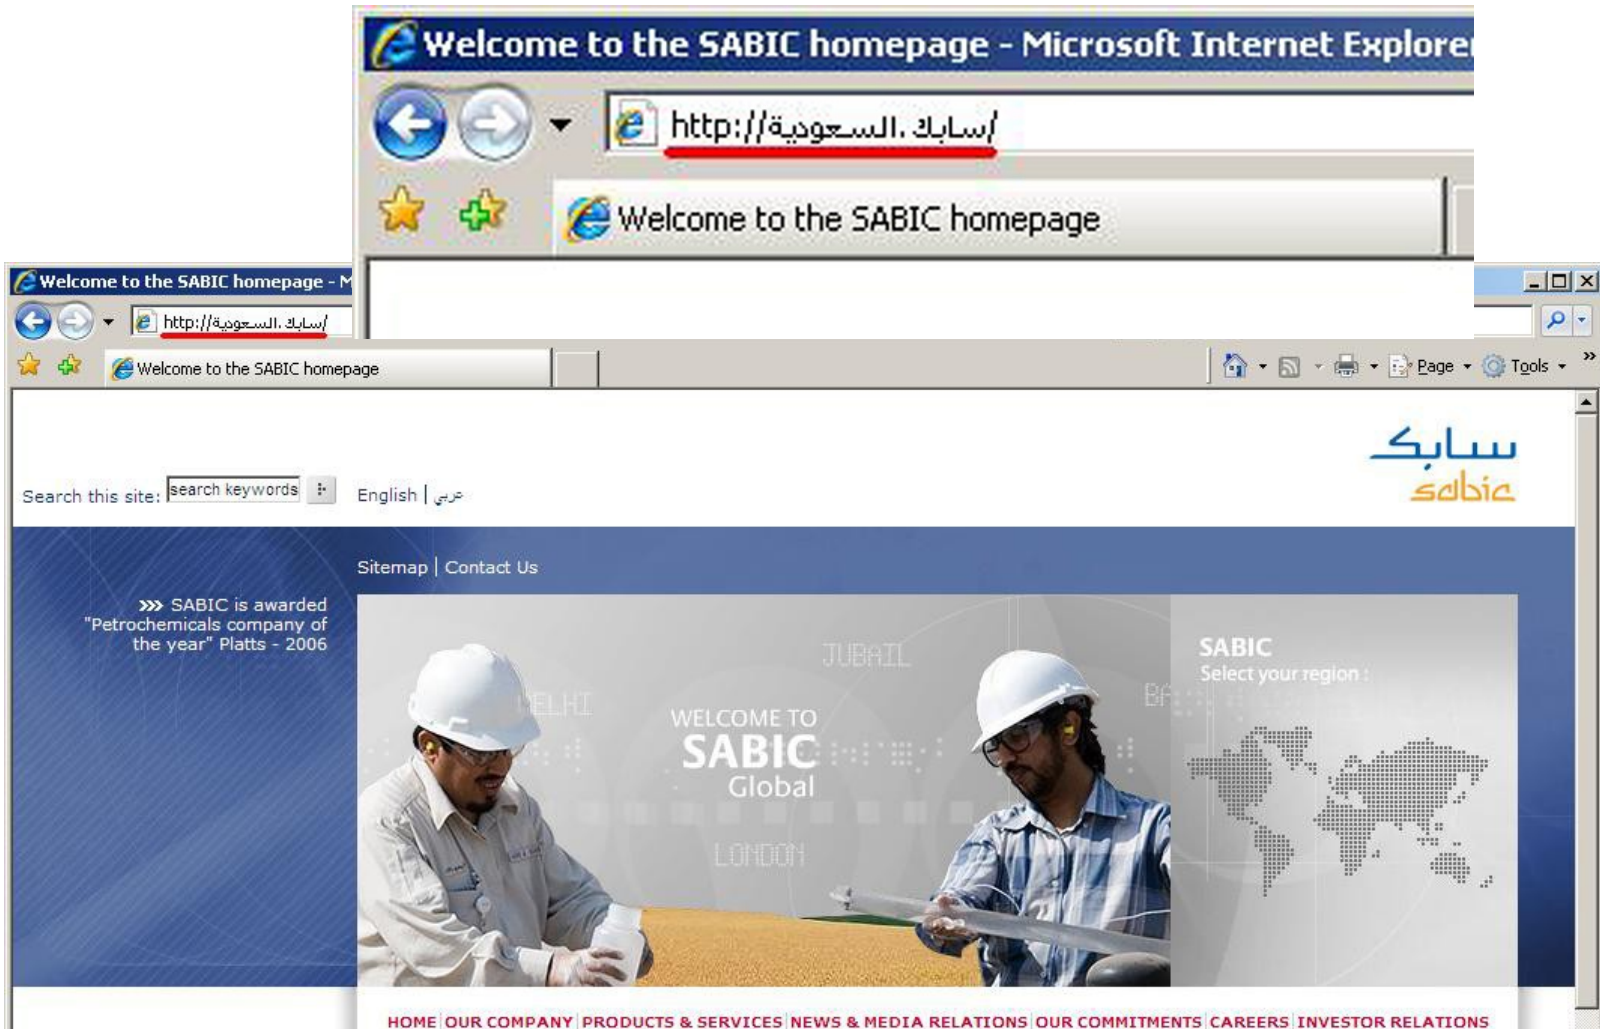 Welcome to the SABIC homepage - Microsoft Internet Explore
http://سابك.السعودية/
Welcome to the SABIC homepage
Welcome to the SABIC homepage - M
http://سابك.السعودية/
Welcome to the SABIC homepage
Page
Tools
»
سابك
sabic
Search this site: search keywords
English | عربي
Sitemap | Contact Us
SABIC is awarded
"Petrochemicals company of
the year" Platts - 2006
JUBAIL
DELHI
BA
WELCOME TO
SABIC
Global
LONDON
SABIC
Select your region :
HOME | OUR COMPANY | PRODUCTS & SERVICES | NEWS & MEDIA RELATIONS | OUR COMMITMENTS | CAREERS | INVESTOR RELATIONS